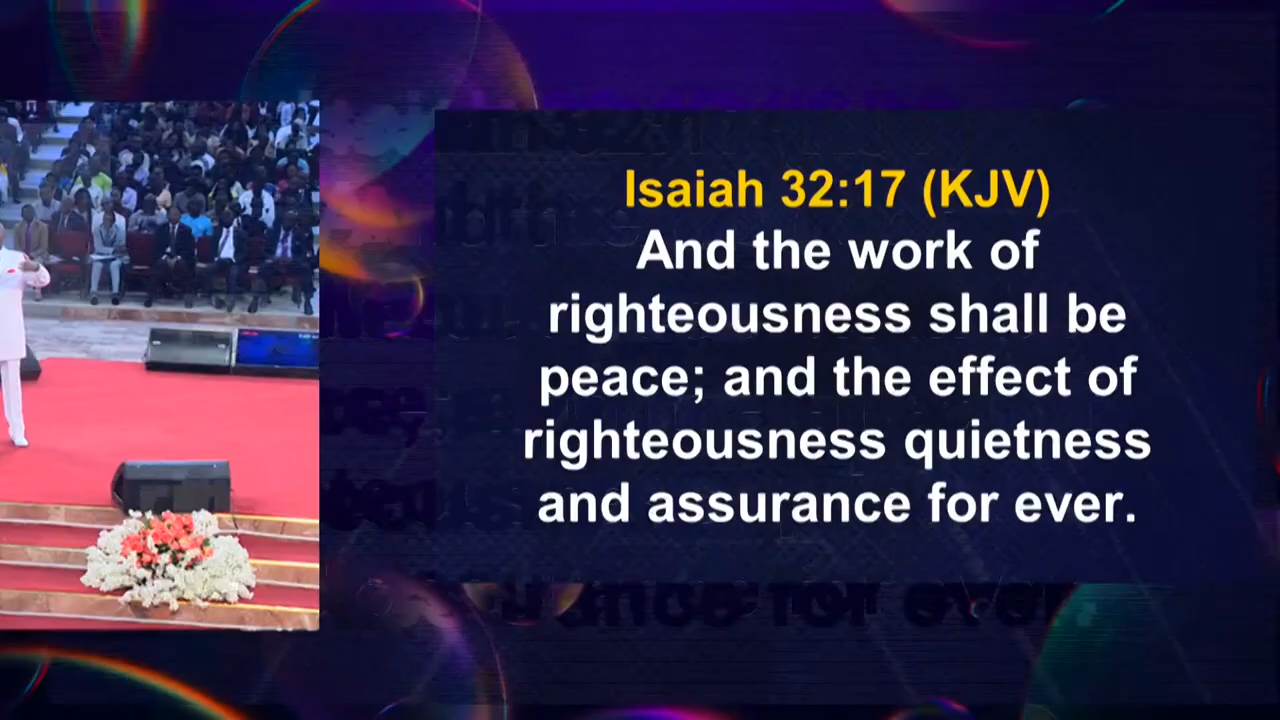 Isaiah 32:17 (KJV)
And the work of
righteousness shall be
peace; and the effect of
righteousness quietness
and assurance for ever.